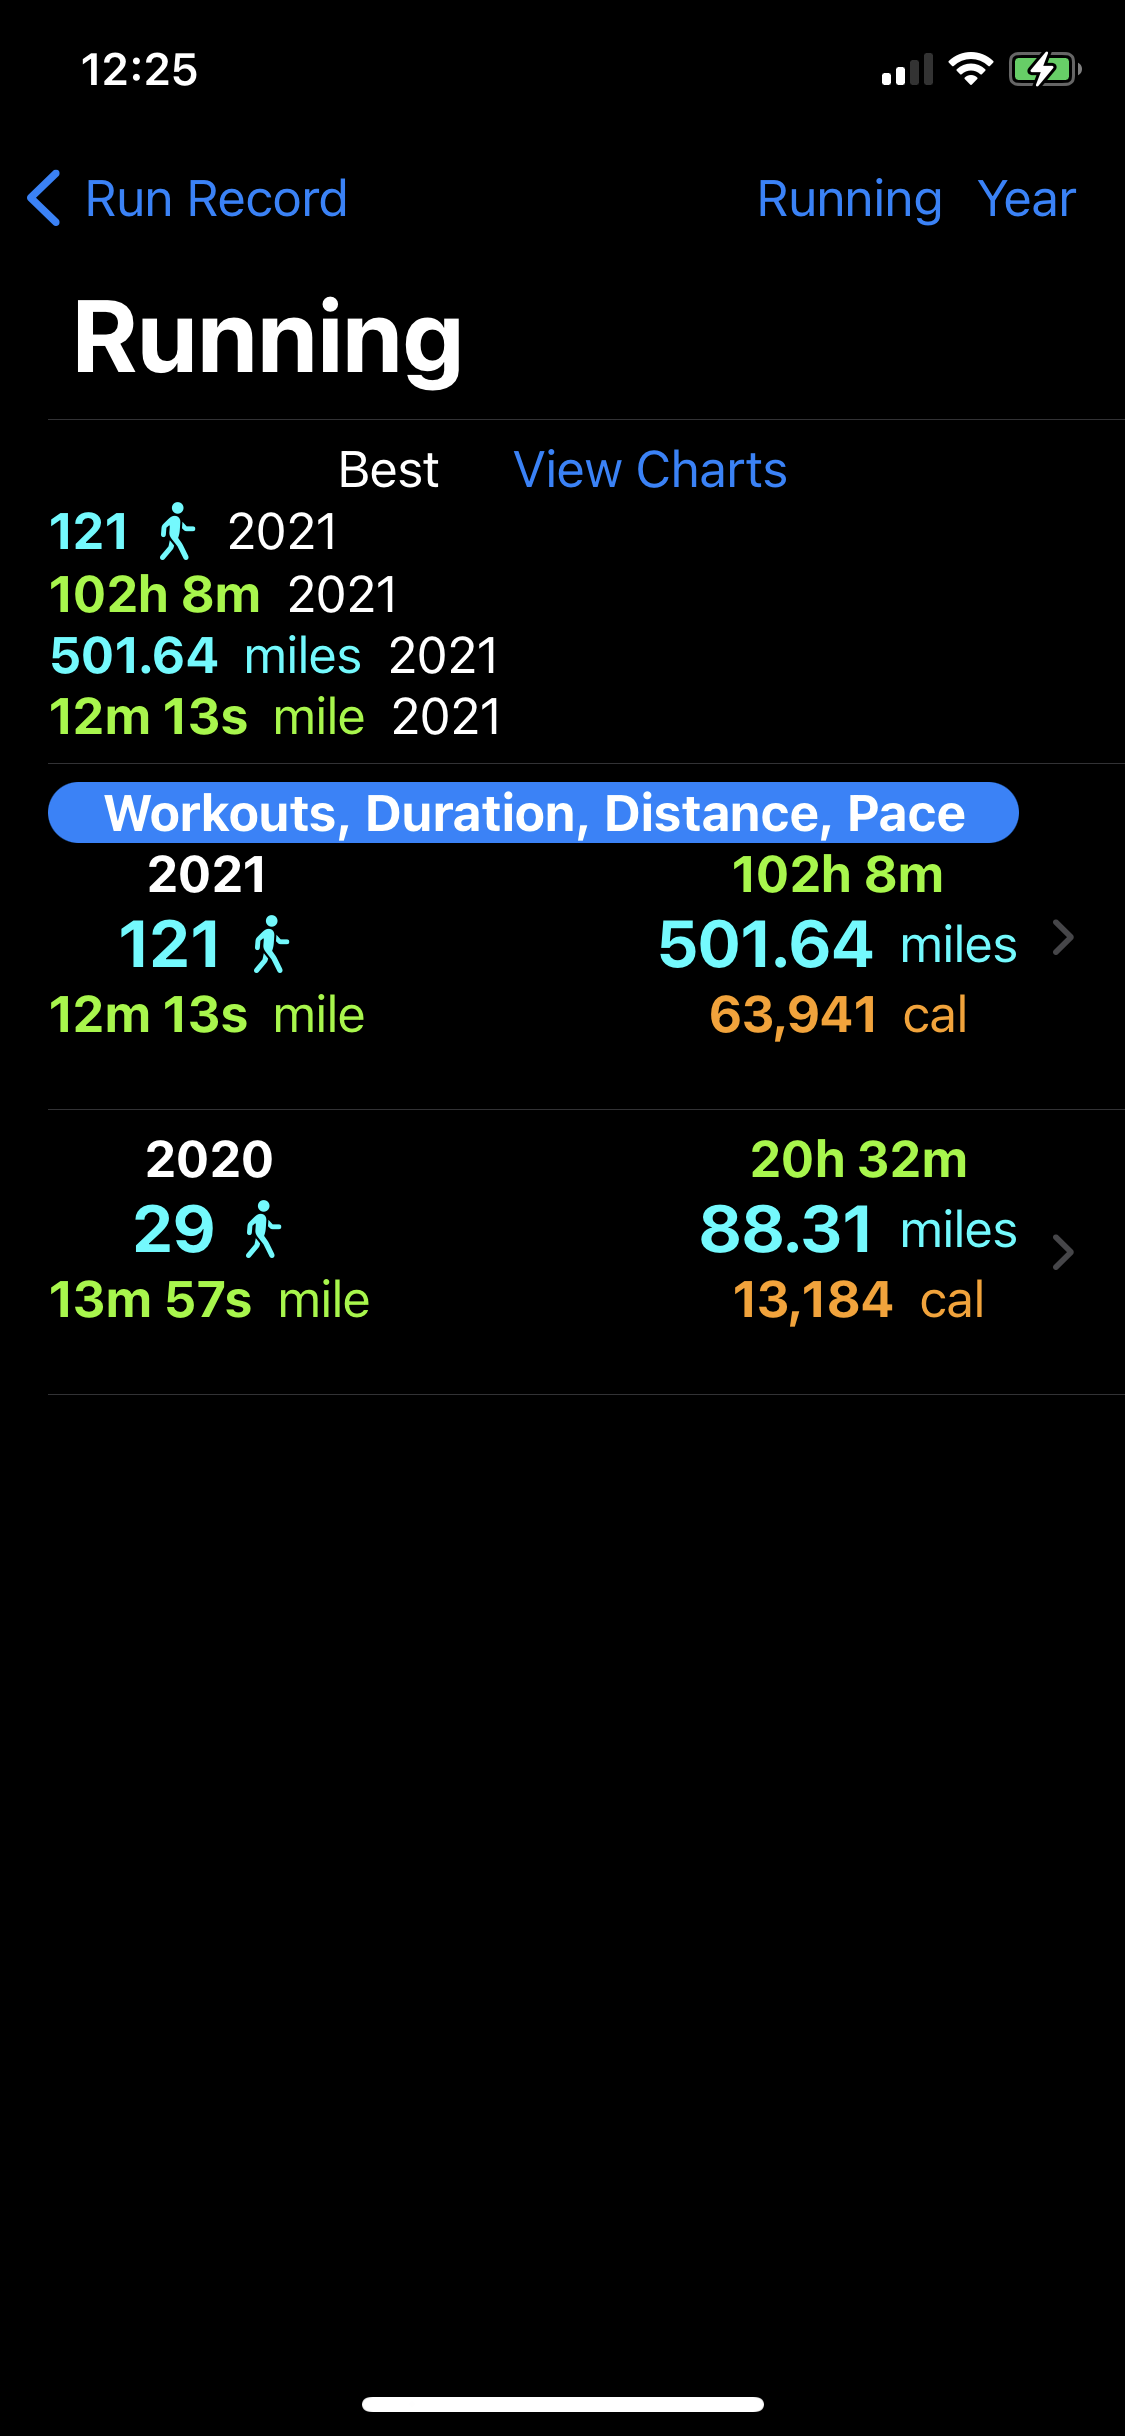 12:25
Run Record Running Year
Running
Best View Charts
121 2021
102h 8m 2021
501.64 miles 2021
12m 13s mile 2021
Workouts, Duration, Distance, Pace
2021 102h 8m
121 501.64 miles
12m 13s mile 63,941 cal
2020 20h 32m
29 88.31 miles
13m 57s mile 13,184 cal